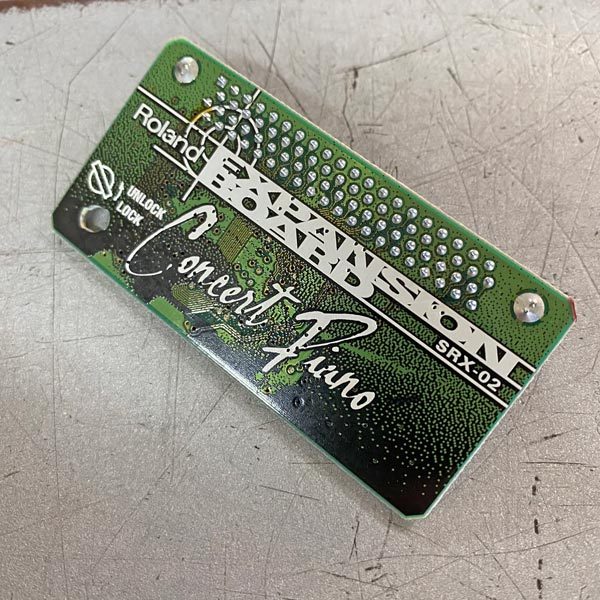 Roland
EXPANSION
BOARD
SRX-02
UNLOCK
LOCK
Concert Piano